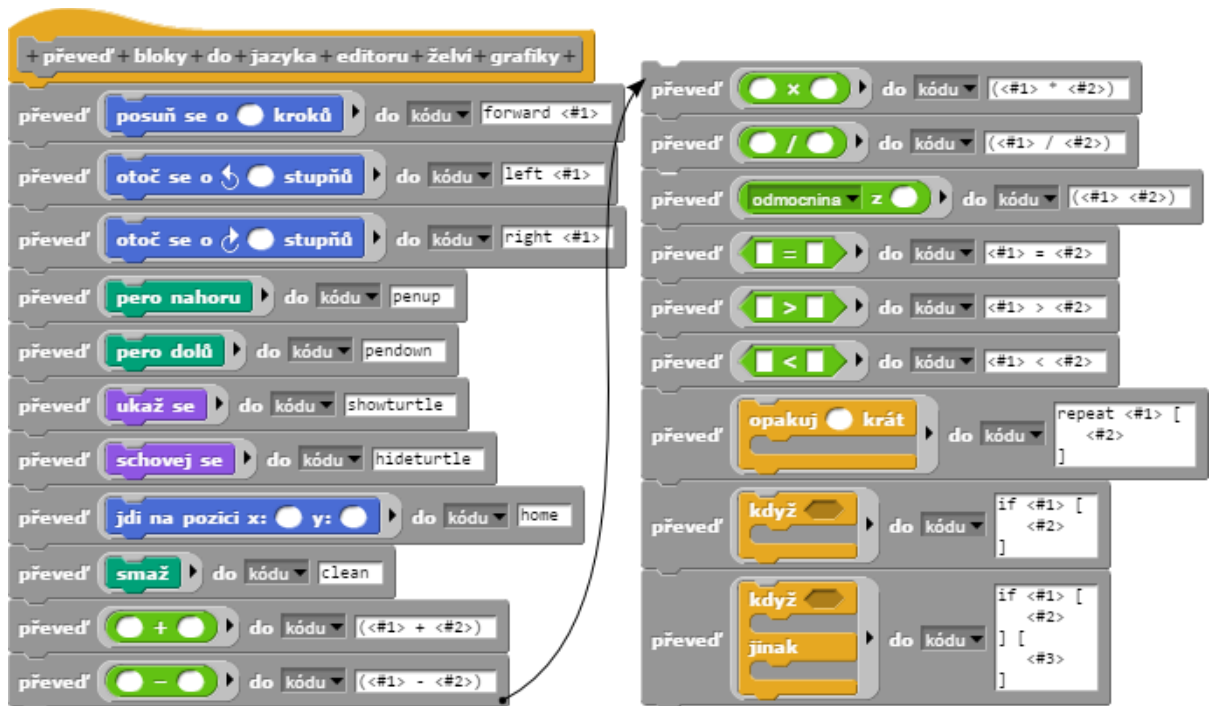 + převeď + bloky + do + jazyka + editoru + želví + grafiky +
převeď posuň se o kroků do kódu forward <#1>
převeď otoč se o stupňů do kódu left <#1>
převeď otoč se o stupňů do kódu right <#1>
převeď pero nahoru do kódu penup
převeď pero dolů do kódu pendown
převeď ukaž se do kódu showturtle
převeď schovej se do kódu hideturtle
převeď jdi na pozici x: y: do kódu home
převeď smaž do kódu clean
převeď + do kódu (<#1> + <#2>)
převeď − do kódu (<#1> - <#2>)
převeď × do kódu (<#1> * <#2>)
převeď / do kódu (<#1> / <#2>)
převeď odmocnina z do kódu (<#1> <#2>)
převeď = do kódu <#1> = <#2>
převeď > do kódu <#1> > <#2>
převeď < do kódu <#1> < <#2>
převeď opakuj krát do kódu repeat <#1> [
<#2>
]
převeď když do kódu if <#1> [
<#2>
]
převeď když jinak do kódu if <#1> [
<#2>
] [
<#3>
]